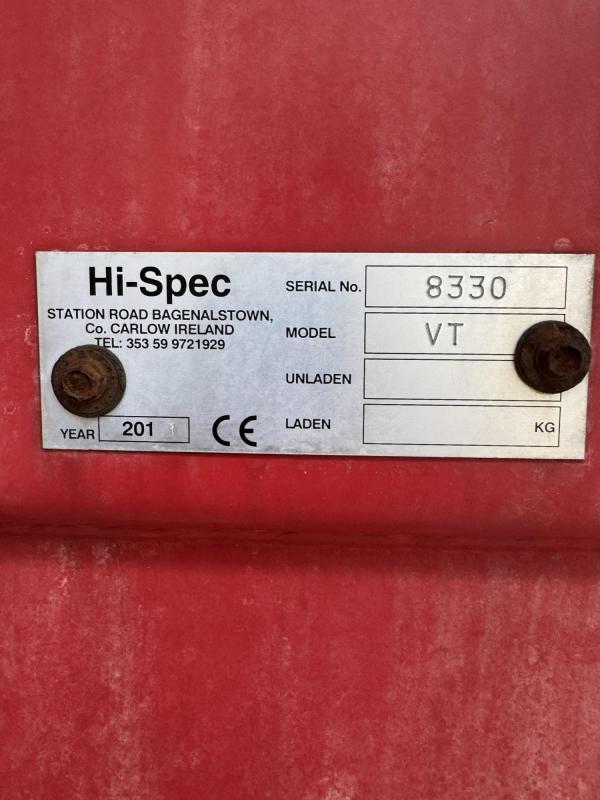 Hi-Spec
STATION ROAD BAGENALSTOWN,
Co. CARLOW IRELAND
TEL: 353 59 9721929
YEAR 201
CE
SERIAL No. 8330
MODEL VT
UNLADEN
LADEN KG